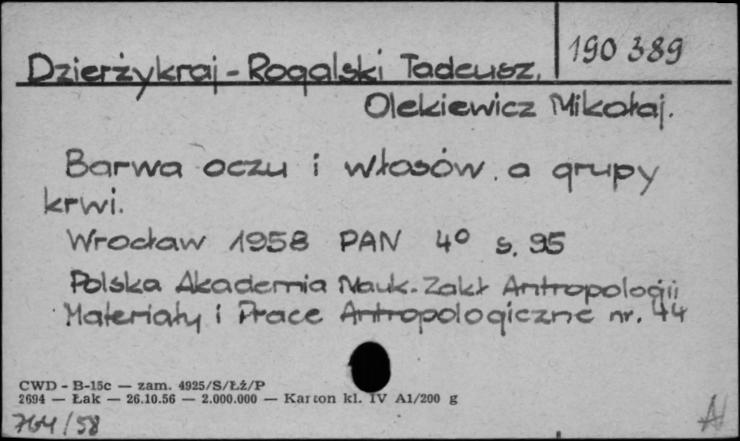 190 389
Dzierżykraj-Rogalski Tadeusz,
Olekiewicz Mikołaj.
Barwa oczu i włosów a grupy
krwi.
Wrocław 1958 PAN 4° s. 95
Polska Akademia Nauk. Zakł Antropologii
Materiały i Prace Antropologiczne nr. 44
CWD - B-15c — zam. 4925/S/Łż/P
2694 — Łak — 26.10.56 — 2.000.000 — Karton kl. IV A1/200 g
764/58